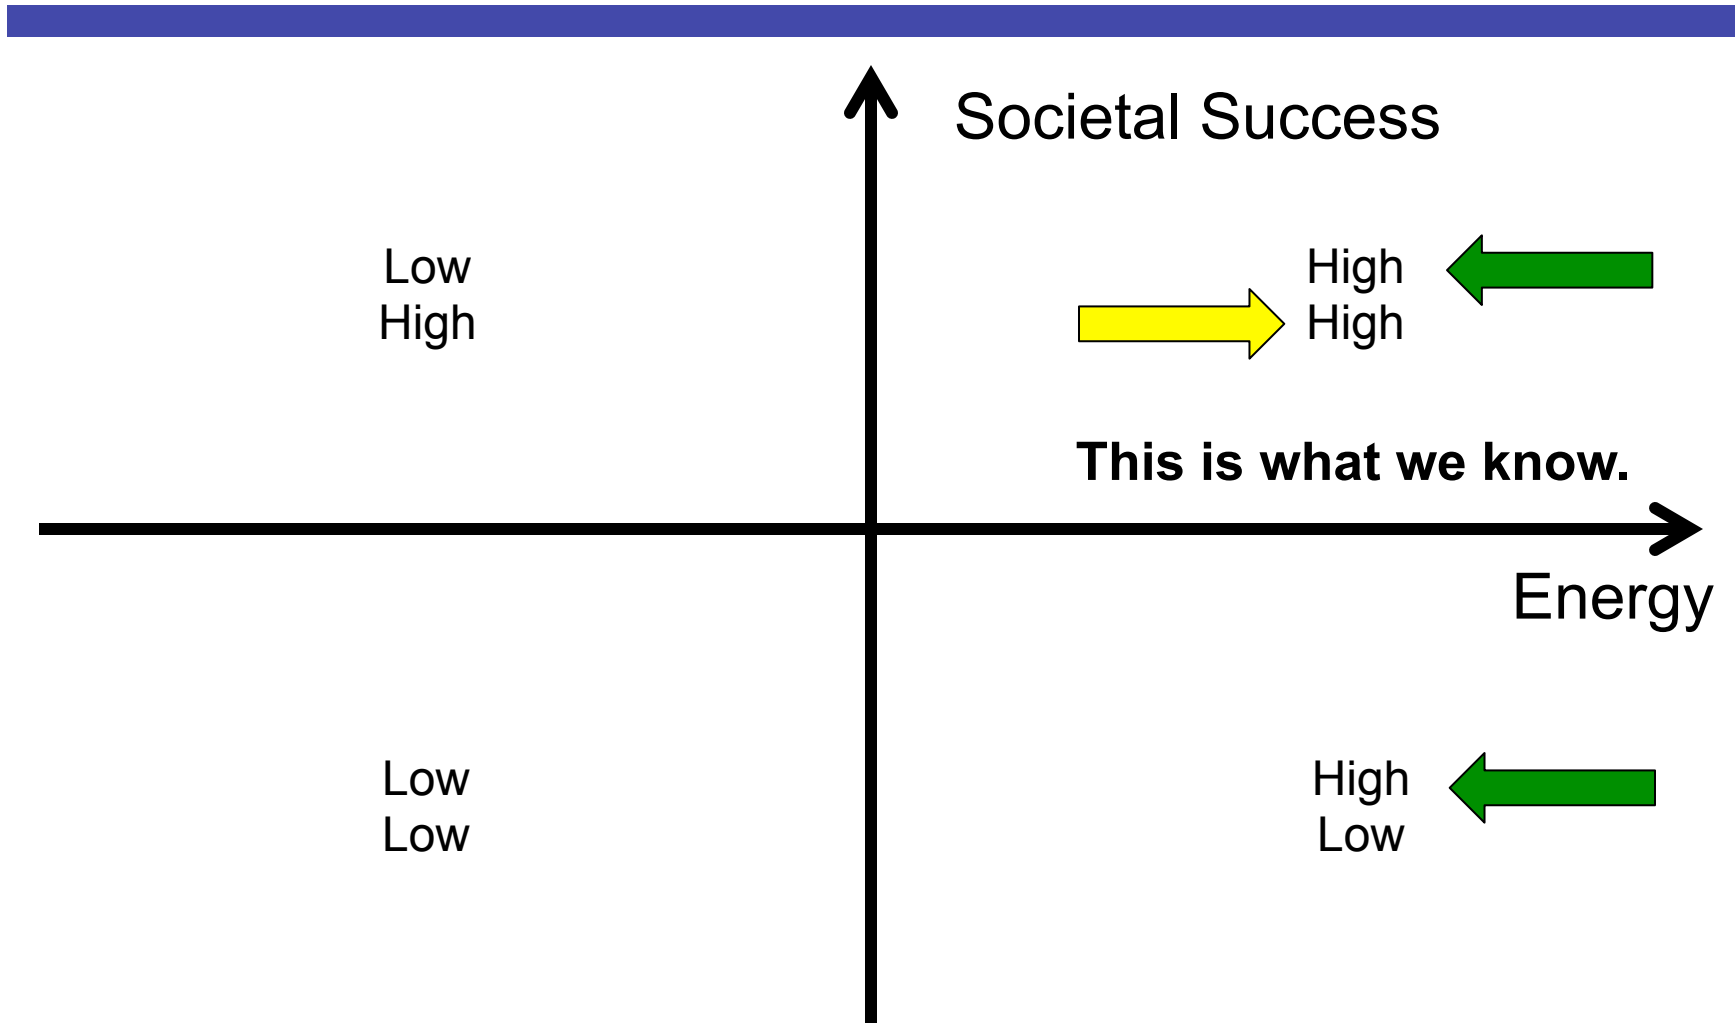 Societal Success
Low
High
High
High
This is what we know.
Energy
Low
Low
High
Low